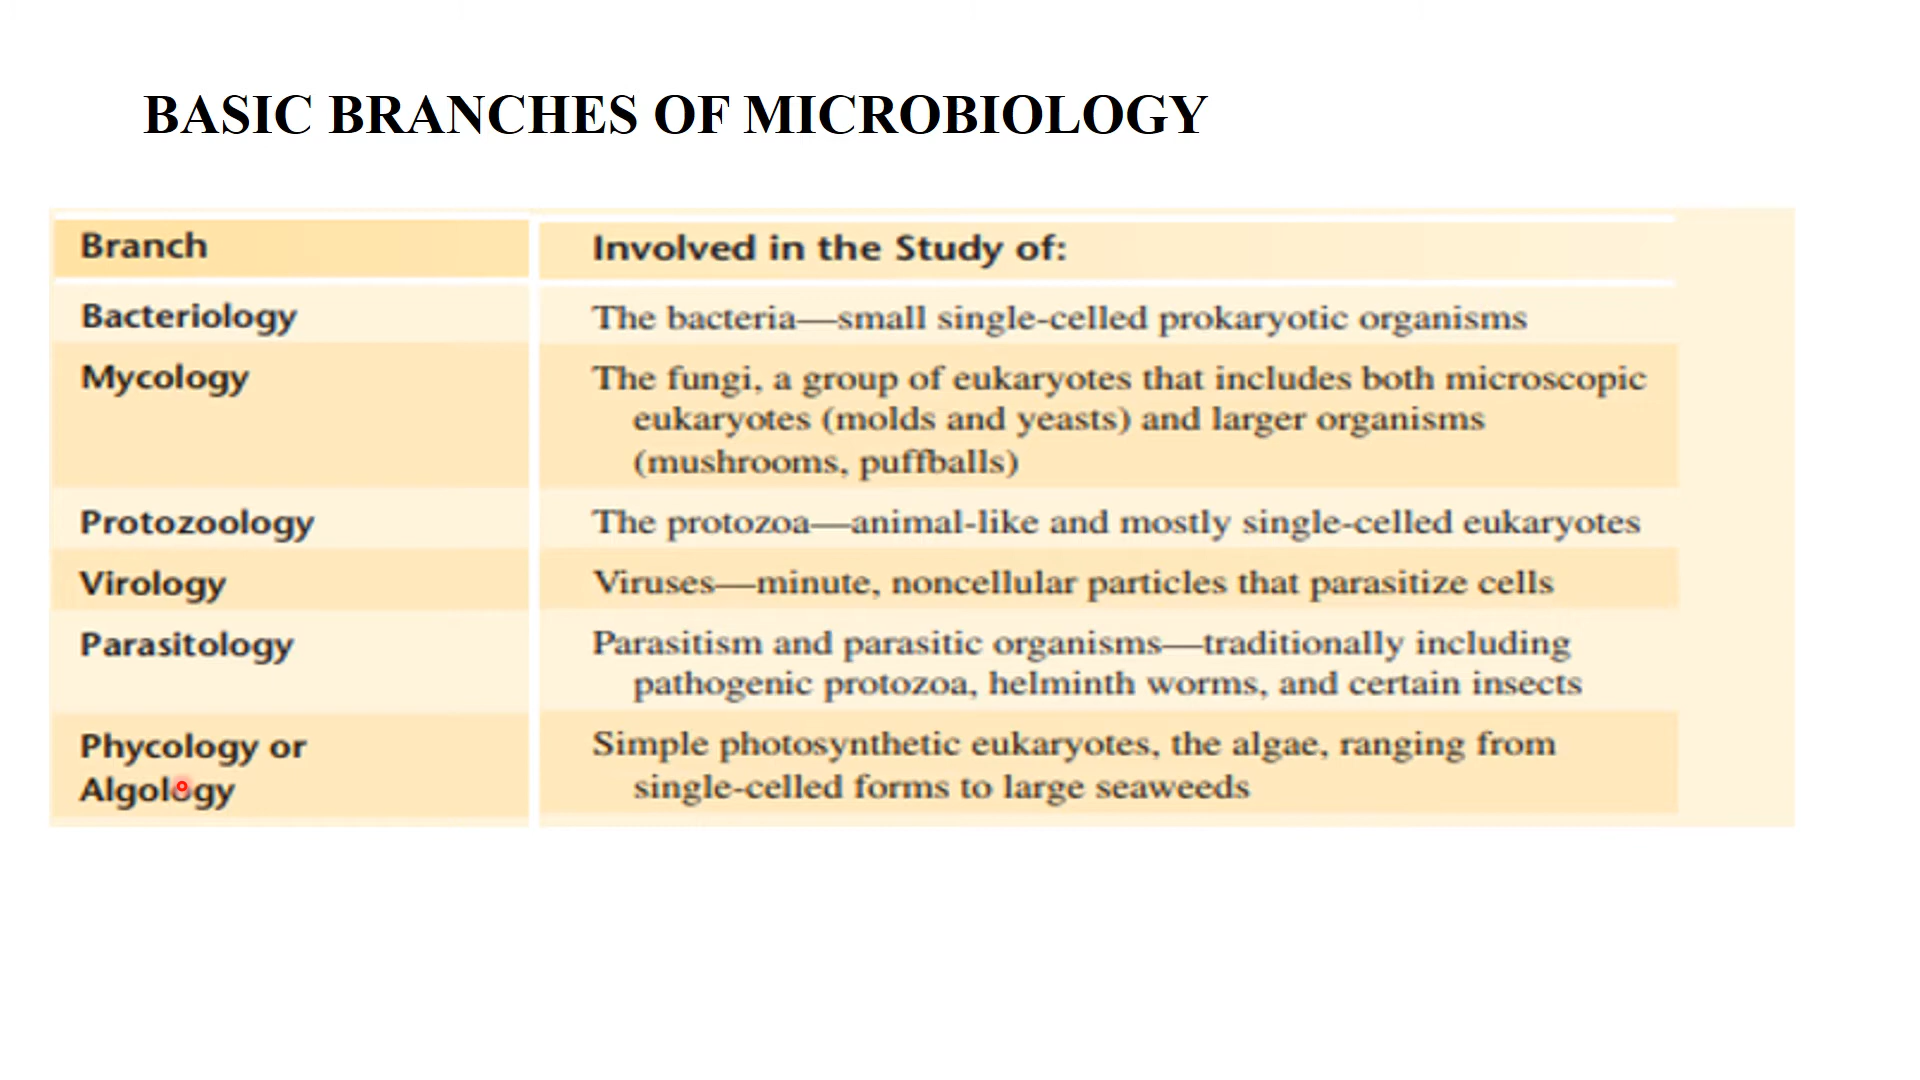 BASIC BRANCHES OF MICROBIOLOGY
Branch
Involved in the Study of:
Bacteriology
The bacteria—small single-celled prokaryotic organisms
Mycology
The fungi, a group of eukaryotes that includes both microscopic
eukaryotes (molds and yeasts) and larger organisms
(mushrooms, puffballs)
Protozoology
The protozoa—animal-like and mostly single-celled eukaryotes
Virology
Viruses—minute, noncellular particles that parasitize cells
Parasitology
Parasitism and parasitic organisms—traditionally including
pathogenic protozoa, helminth worms, and certain insects
Phycology or
Algology
Simple photosynthetic eukaryotes, the algae, ranging from
single-celled forms to large seaweeds